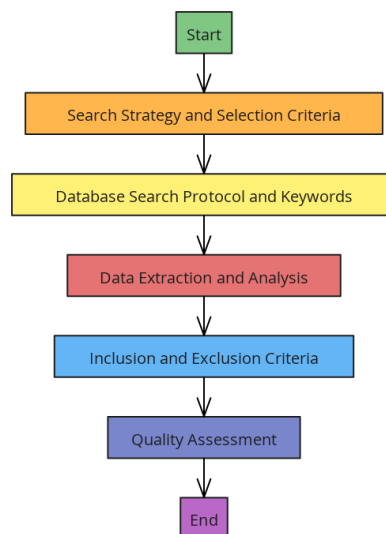 Start
Search Strategy and Selection Criteria
Database Search Protocol and Keywords
Data Extraction and Analysis
Inclusion and Exclusion Criteria
Quality Assessment
End